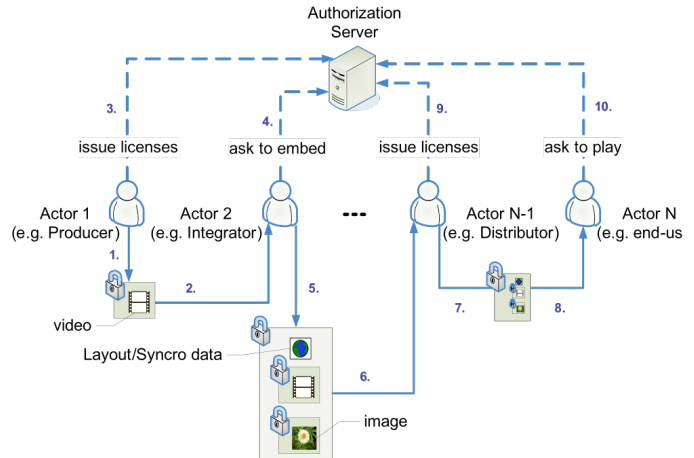 Authorization
Server
3.
4.
9.
10.
issue licenses
ask to embed
issue licenses
ask to play
Actor 1
(e.g. Producer)
Actor 2
(e.g. Integrator)
---
Actor N-1
(e.g. Distributor)
Actor N
(e.g. end-us
1.
2.
5.
7.
8.
video
Layout/Syncro data
6.
image